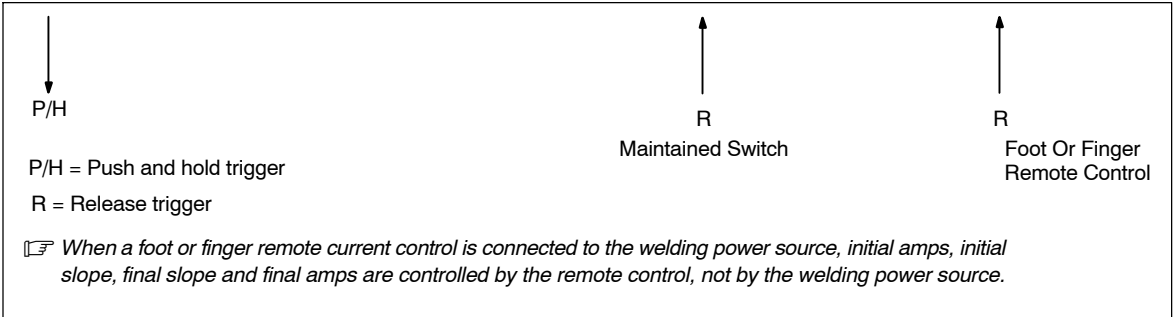 P/H
R
R
Maintained Switch
Foot Or Finger
Remote Control
P/H = Push and hold trigger
R = Release trigger
When a foot or finger remote current control is connected to the welding power source, initial amps, initial
slope, final slope and final amps are controlled by the remote control, not by the welding power source.